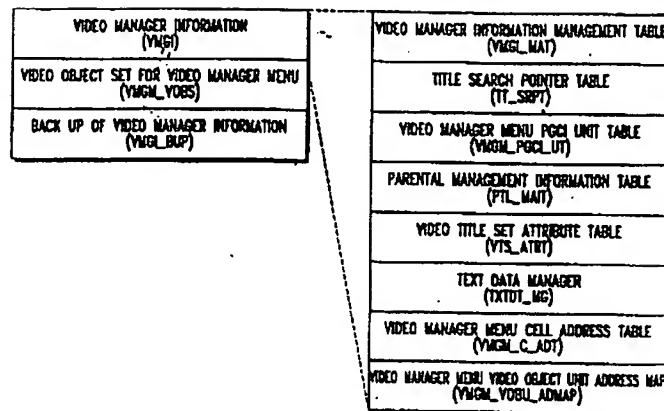 VIDEO MANAGER INFORMATION
(VMGI)
VIDEO OBJECT SET FOR VIDEO MANAGER MENU
(VMGM_VOBS)
BACK UP OF VIDEO MANAGER INFORMATION
(VMGI_BUP)
VIDEO MANAGER INFORMATION MANAGEMENT TABLE
(VMGI_MAT)
TITLE SEARCH POINTER TABLE
(TT_SRPT)
VIDEO MANAGER MENU PGCI UNIT TABLE
(VMGM_PGCI_UT)
PARENTAL MANAGEMENT INFORMATION TABLE
(PTL_MAIT)
VIDEO TITLE SET ATTRIBUTE TABLE
(VTS_ATRT)
TEXT DATA MANAGER
(TXTDT_MG)
VIDEO MANAGER MENU CELL ADDRESS TABLE
(VMGM_C_ADT)
VIDEO MANAGER MENU VIDEO OBJECT UNIT ADDRESS MAP
(VMGM_VOBU_ADMAP)